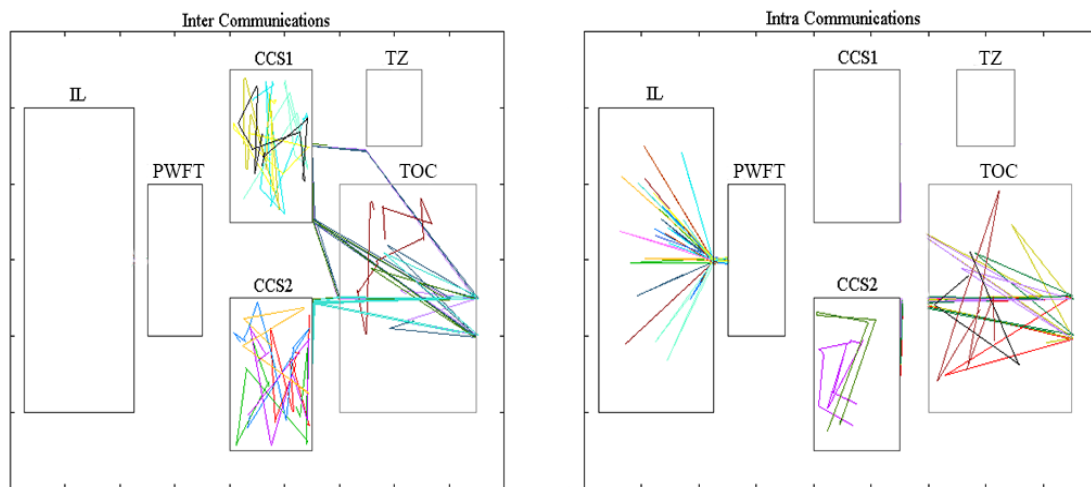 Inter Communications
CCS1
TZ
IL
PWFT
TOC
CCS2
Intra Communications
CCS1
TZ
IL
PWFT
TOC
CCS2